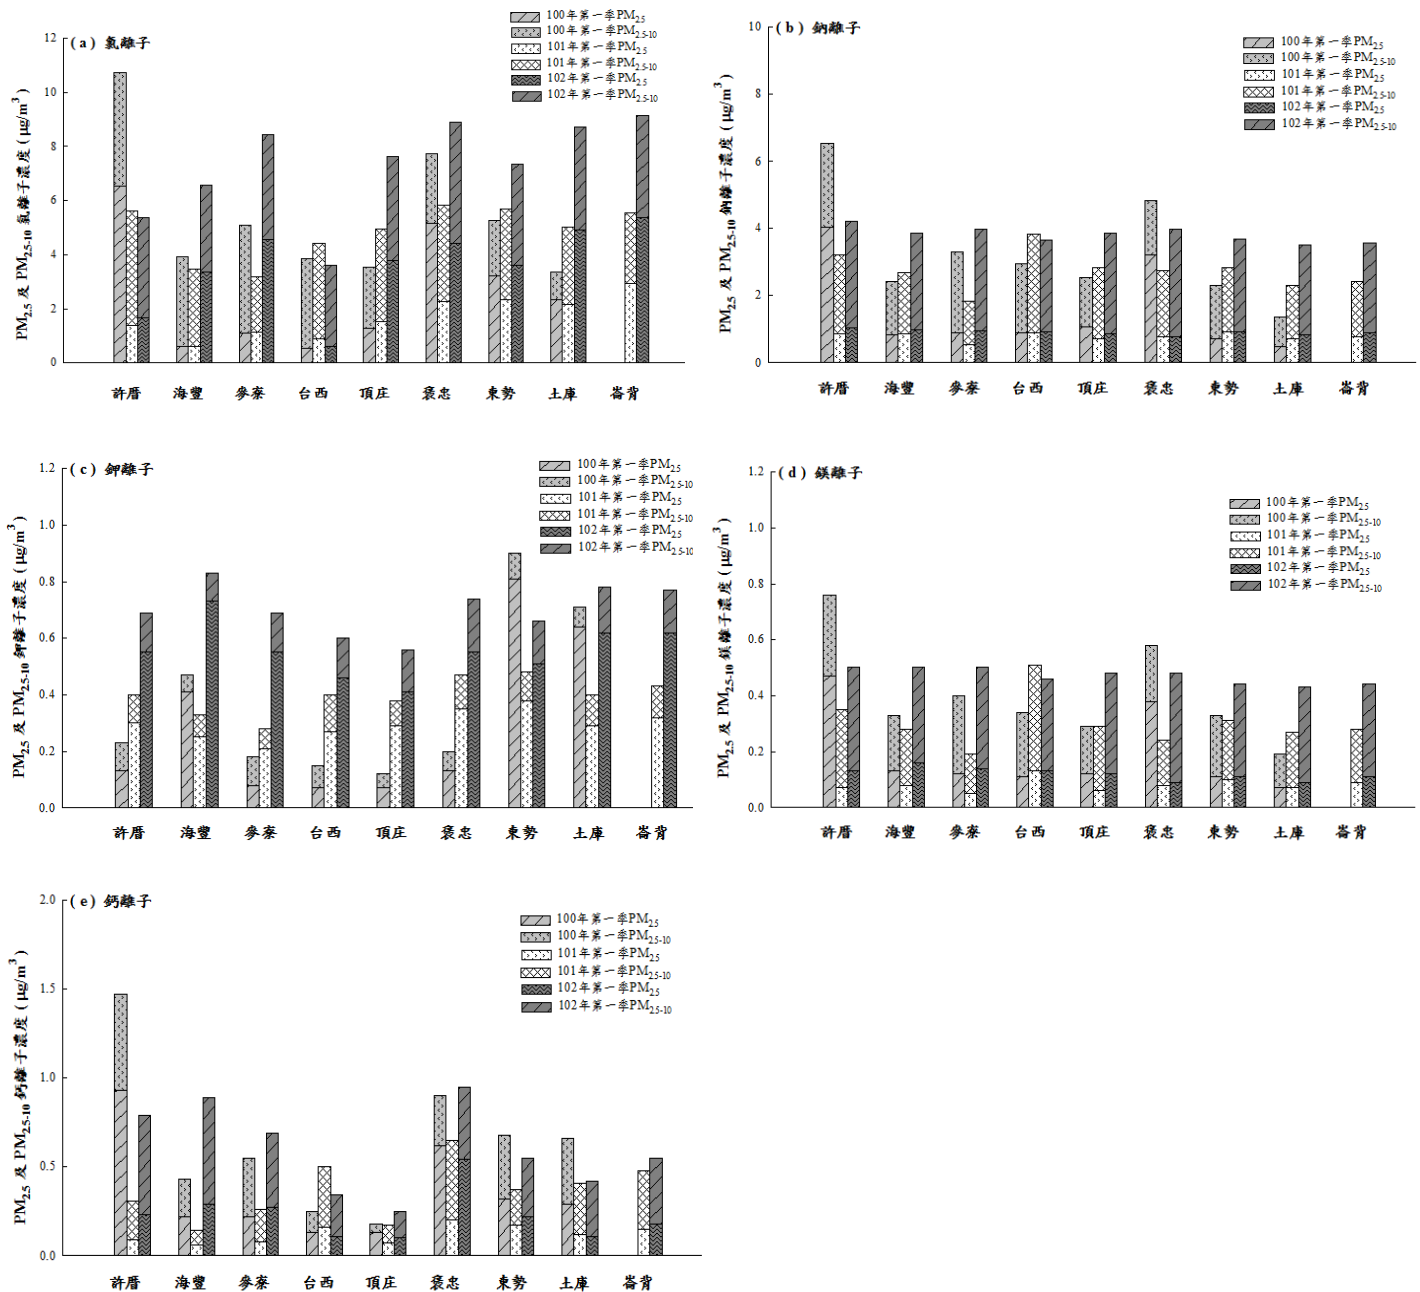 (a) 氯離子
100年第一季PM2.5
100年第一季PM2.5-10
101年第一季PM2.5
101年第一季PM2.5-10
102年第一季PM2.5
102年第一季PM2.5-10
PM2.5 及 PM2.5-10 氯離子濃度 (μg/m3)
12
10
8
6
4
2
0
許厝 海豐 麥寮 台西 頂庄 褒忠 東勢 土庫 崙背
(b) 鈉離子
100年第一季PM2.5
100年第一季PM2.5-10
101年第一季PM2.5
101年第一季PM2.5-10
102年第一季PM2.5
102年第一季PM2.5-10
PM2.5 及 PM2.5-10 鈉離子濃度 (μg/m3)
10
8
6
4
2
0
許厝 海豐 麥寮 台西 頂庄 褒忠 東勢 土庫 崙背
(c) 鉀離子
100年第一季PM2.5
100年第一季PM2.5-10
101年第一季PM2.5
101年第一季PM2.5-10
102年第一季PM2.5
102年第一季PM2.5-10
PM2.5 及 PM2.5-10 鉀離子濃度 (μg/m3)
1.2
1.0
0.8
0.6
0.4
0.2
0.0
許厝 海豐 麥寮 台西 頂庄 褒忠 東勢 土庫 崙背
(d) 鎂離子
100年第一季PM2.5
100年第一季PM2.5-10
101年第一季PM2.5
101年第一季PM2.5-10
102年第一季PM2.5
102年第一季PM2.5-10
PM2.5 及 PM2.5-10 鎂離子濃度 (μg/m3)
1.2
1.0
0.8
0.6
0.4
0.2
0.0
許厝 海豐 麥寮 台西 頂庄 褒忠 東勢 土庫 崙背
(e) 鈣離子
100年第一季PM2.5
100年第一季PM2.5-10
101年第一季PM2.5
101年第一季PM2.5-10
102年第一季PM2.5
102年第一季PM2.5-10
PM2.5 及 PM2.5-10 鈣離子濃度 (μg/m3)
2.0
1.5
1.0
0.5
0.0
許厝 海豐 麥寮 台西 頂庄 褒忠 東勢 土庫 崙背